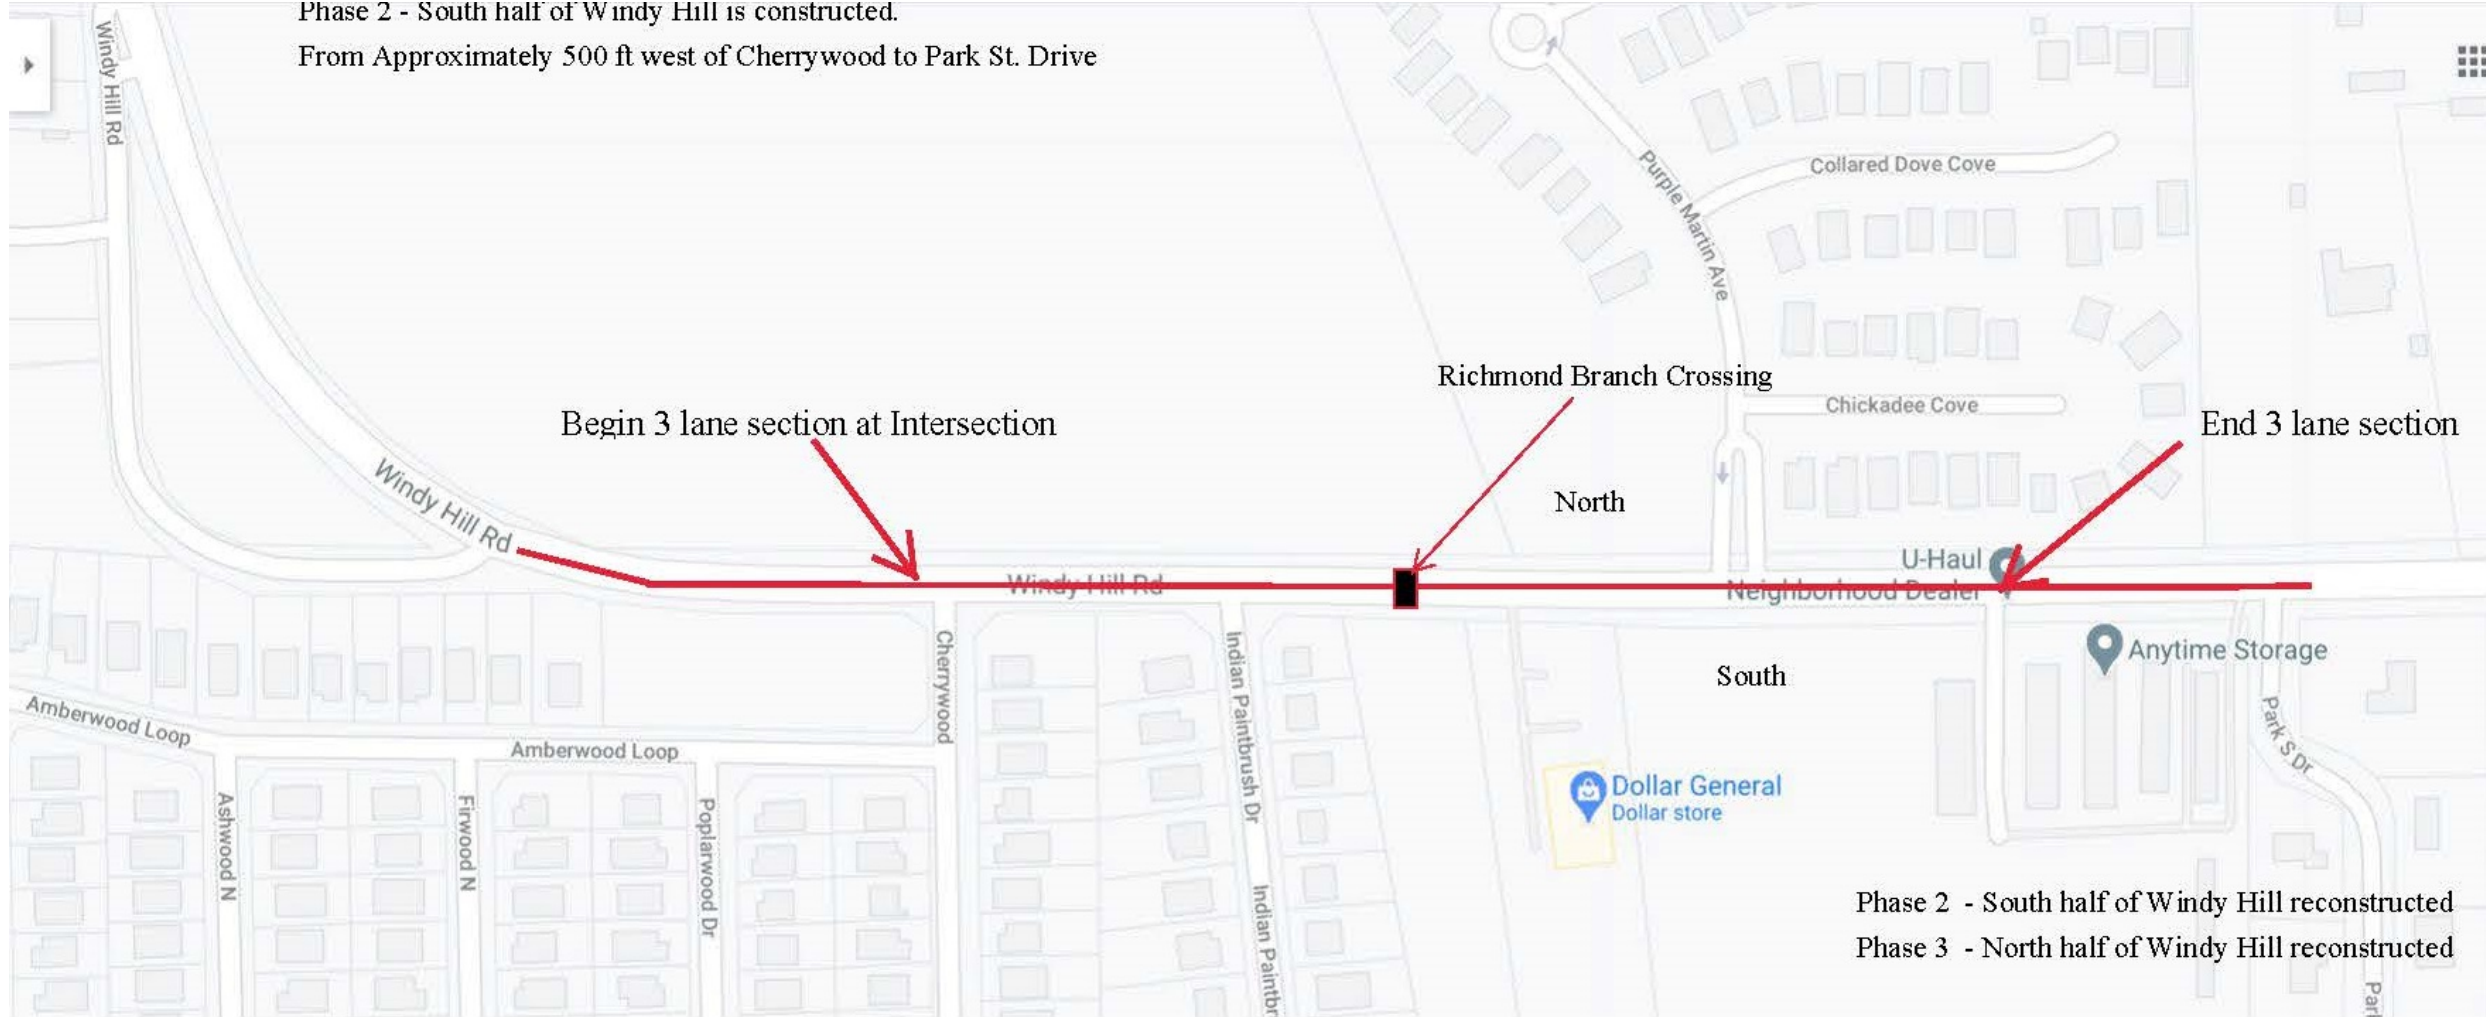 Phase 2 - South half of Windy Hill is constructed.
From Approximately 500 ft west of Cherrywood to Park St. Drive
Windy Hill Rd
Collared Dove Cove
Purple Martin Ave
Richmond Branch Crossing
Chickadee Cove
Begin 3 lane section at Intersection
End 3 lane section
Windy Hill Rd
North
U-Haul
Neighborhood Dealer
Windy Hill Rd
South
Anytime Storage
Cherrywood
Indian Paintbrush Dr
Amberwood Loop
Amberwood Loop
Park S Dr
Dollar General
Dollar store
Ashwood N
Firwood N
Poplarwood Dr
Indian Paintbr
Phase 2 - South half of Windy Hill reconstructed
Phase 3 - North half of Windy Hill reconstructed
Par